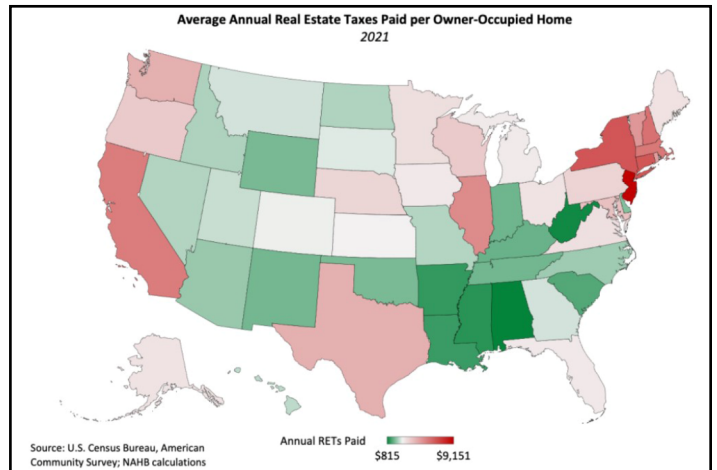 Average Annual Real Estate Taxes Paid per Owner-Occupied Home
2021
Annual RETs Paid
$815 $9,151
Source: U.S. Census Bureau, American
Community Survey; NAHB calculations